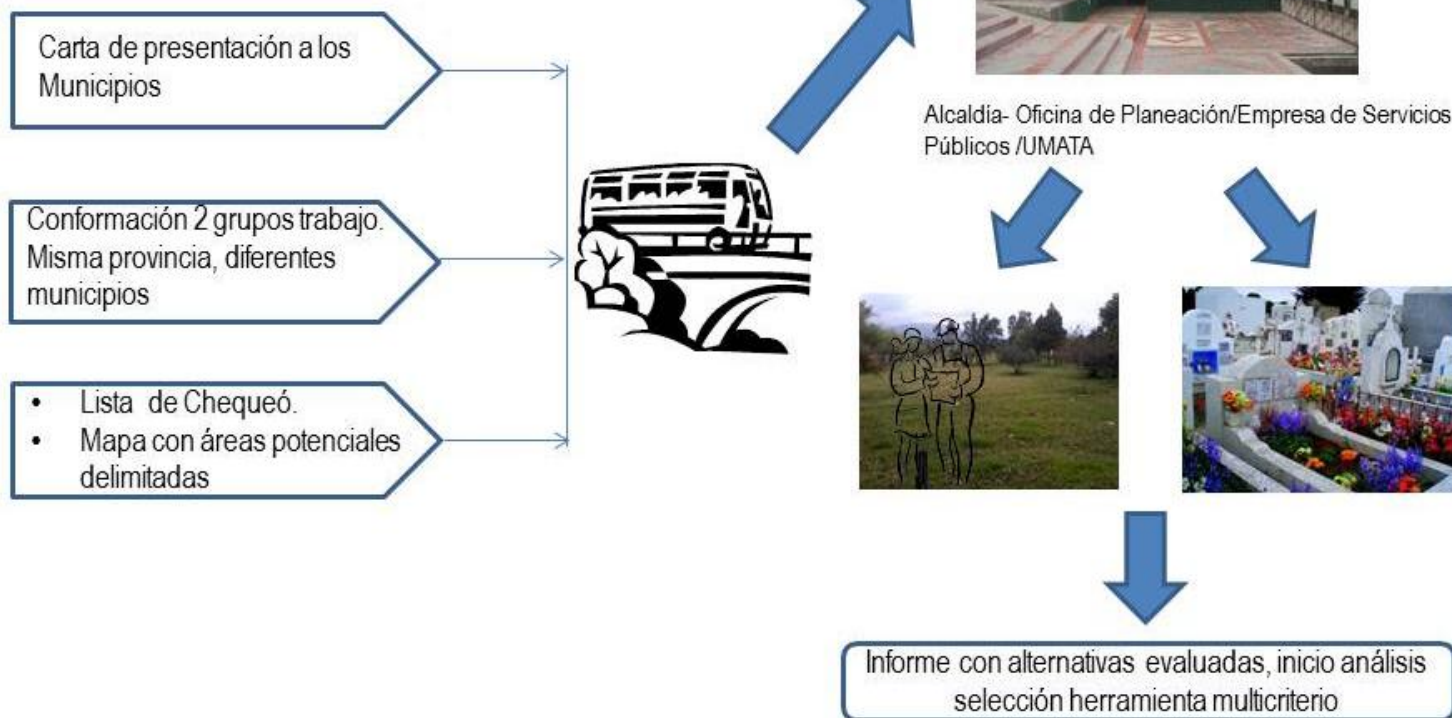 Carta de presentación a los
Municipios
Conformación 2 grupos trabajo.
Misma provincia, diferentes
municipios
• Lista de Chequeó.
• Mapa con áreas potenciales
delimitadas
Alcaldía- Oficina de Planeación/Empresa de Servicios
Públicos /UMATA
Informe con alternativas evaluadas, inicio análisis
selección herramienta multicriterio